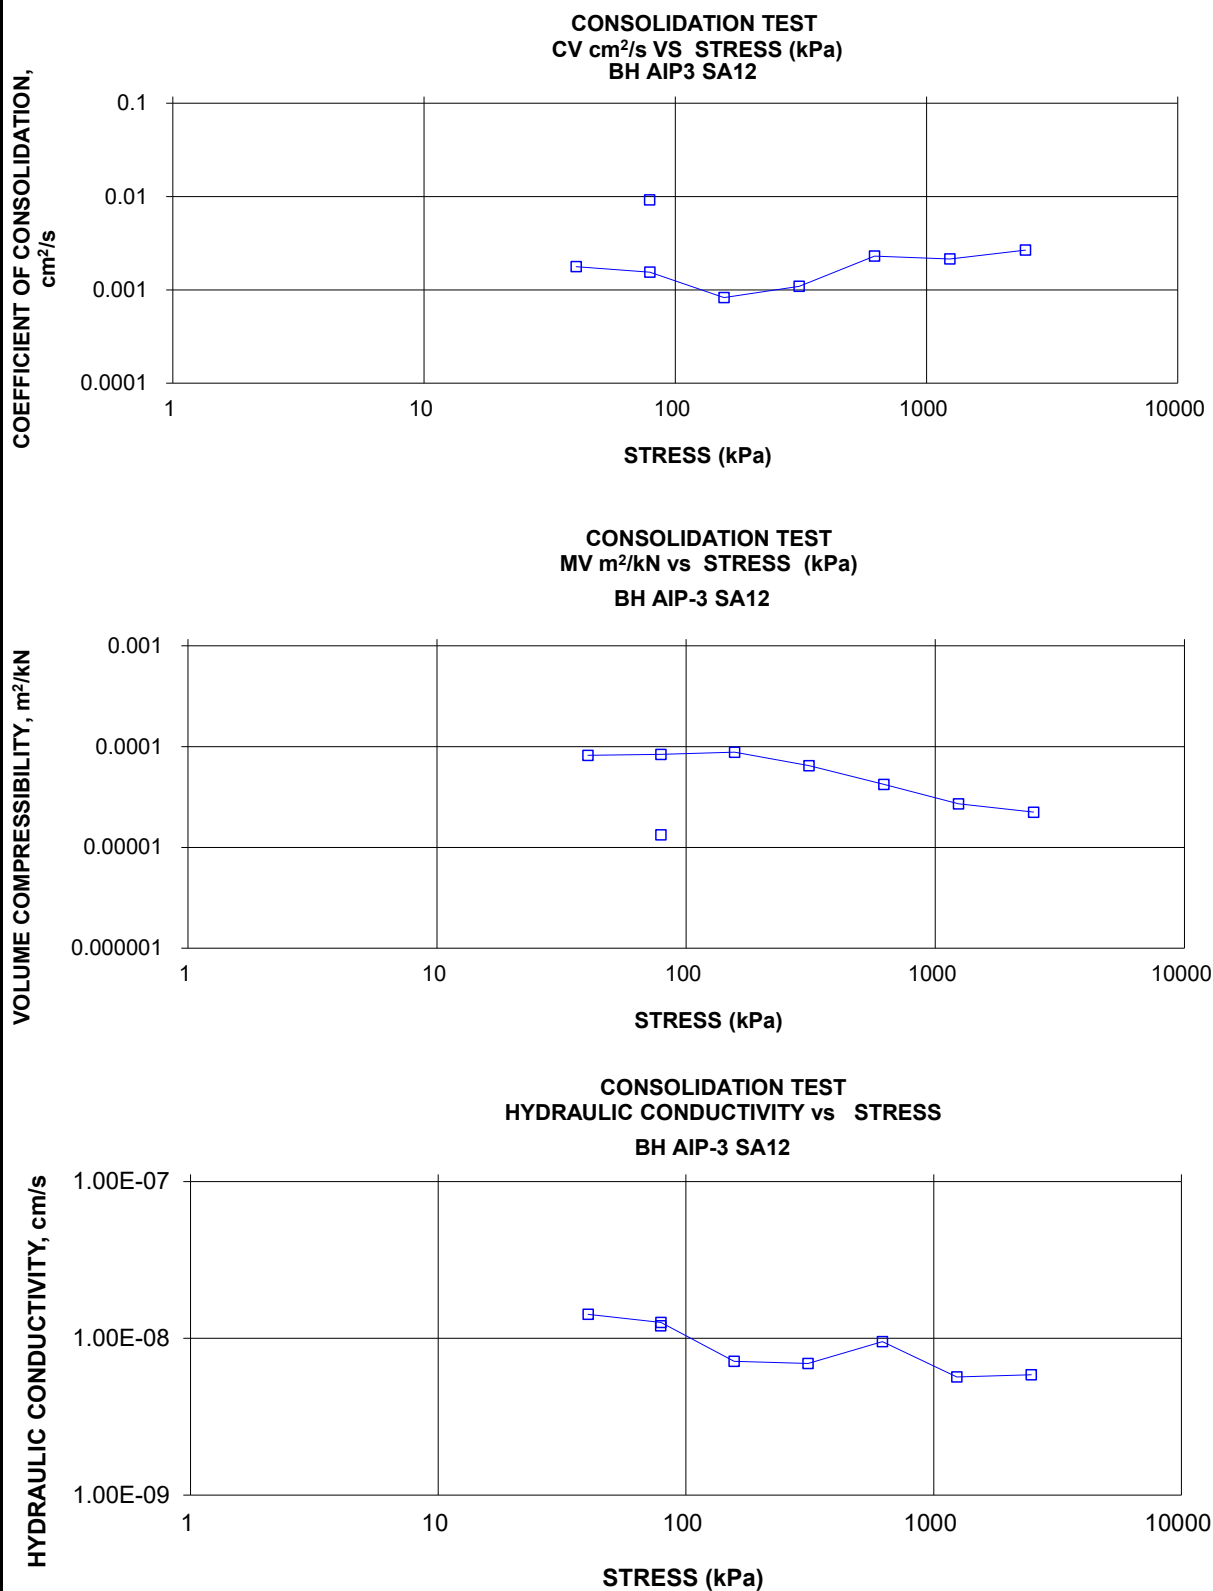 CONSOLIDATION TEST
CV cm²/s VS STRESS (kPa)
BH AIP3 SA12
COEFFICIENT OF CONSOLIDATION,
cm²/s
0.1
0.01
0.001
0.0001
1 10 100 1000 10000
STRESS (kPa)
CONSOLIDATION TEST
MV m²/kN vs STRESS (kPa)
BH AIP-3 SA12
VOLUME COMPRESSIBILITY, m²/kN
0.001
0.0001
0.00001
0.000001
1 10 100 1000 10000
STRESS (kPa)
CONSOLIDATION TEST
HYDRAULIC CONDUCTIVITY vs STRESS
BH AIP-3 SA12
HYDRAULIC CONDUCTIVITY, cm/s
1.00E-07
1.00E-08
1.00E-09
1 10 100 1000 10000
STRESS (kPa)